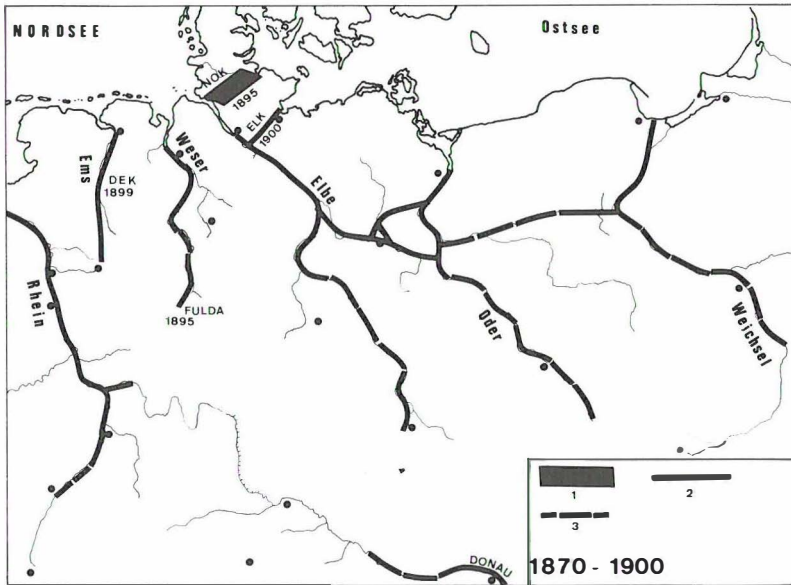 NORDSEE
Ostsee
NOK
1895
ELK
1900
Ems
DEK
1899
Weser
Elbe
Rhein
FULDA
1895
Oder
Weichsel
DONAU
1
2
3
1870 - 1900